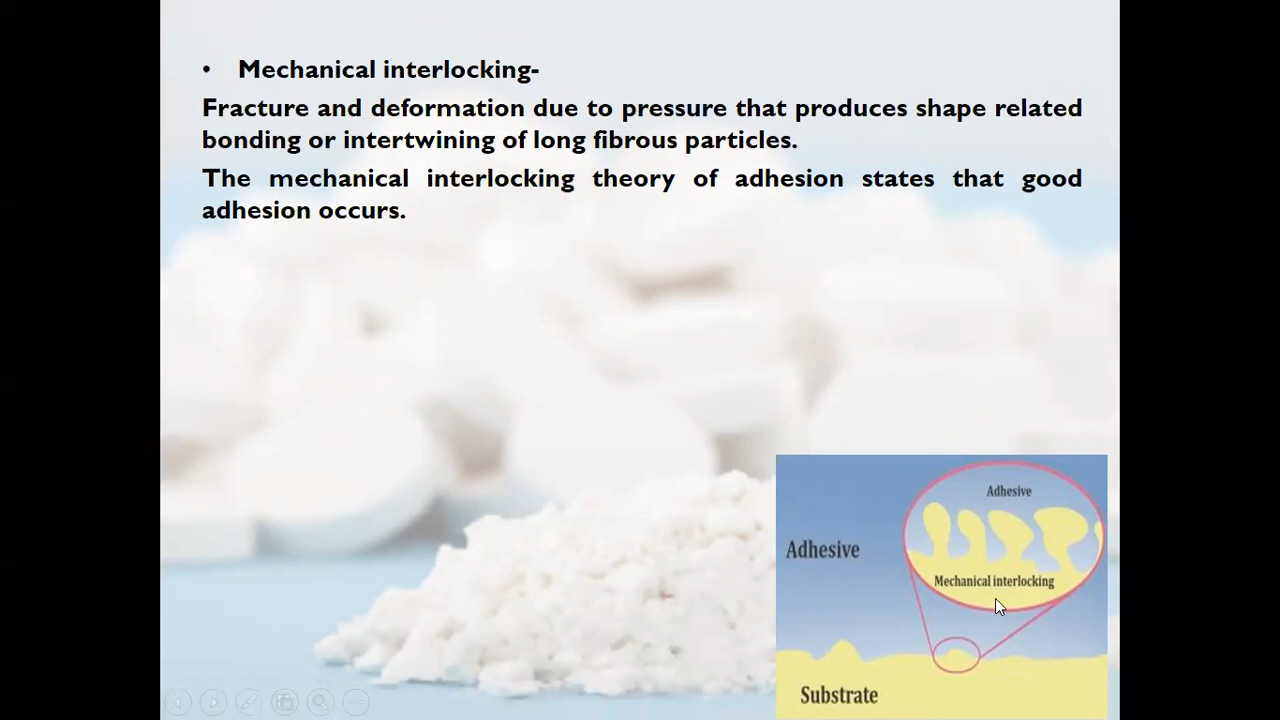 • Mechanical interlocking-
Fracture and deformation due to pressure that produces shape related
bonding or intertwining of long fibrous particles.
The mechanical interlocking theory of adhesion states that good
adhesion occurs.
Adhesive
Adhesive
Mechanical interlocking
Substrate